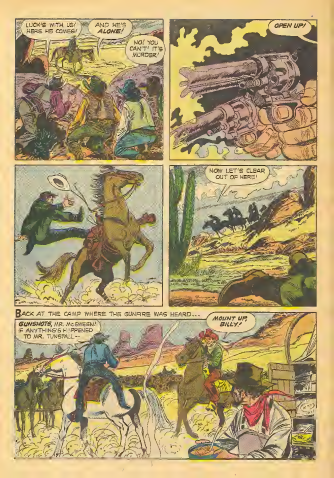 LUCK'S WITH US!
HERE HE COMES!
AND HE'S
ALONE!
NO! YOU
CAN'T! IT'S
MURDER!
OPEN UP!
NOW LET'S CLEAR
OUT OF HERE!
BACK AT THE CAMP WHERE THE GUNFIRE WAS HEARD...
GUNSHOTS, MR. McSWEEN!
IF ANYTHING'S HAPPENED
TO MR. TUNSTALL--
MOUNT UP,
BILLY!